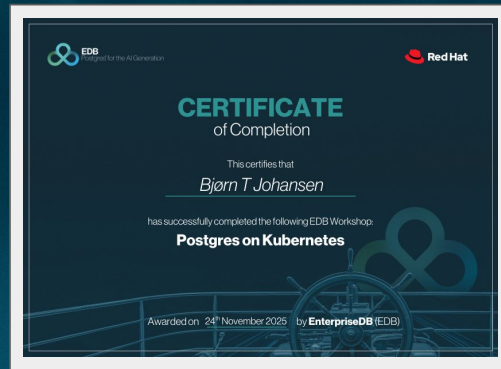 EDB
Postgres for the AI Generation
Red Hat
CERTIFICATE
of Completion
This certifies that
Bjørn T Johansen
has successfully completed the following EDB Workshop:
Postgres on Kubernetes
Awarded on 24th November 2025 by EnterpriseDB (EDB)